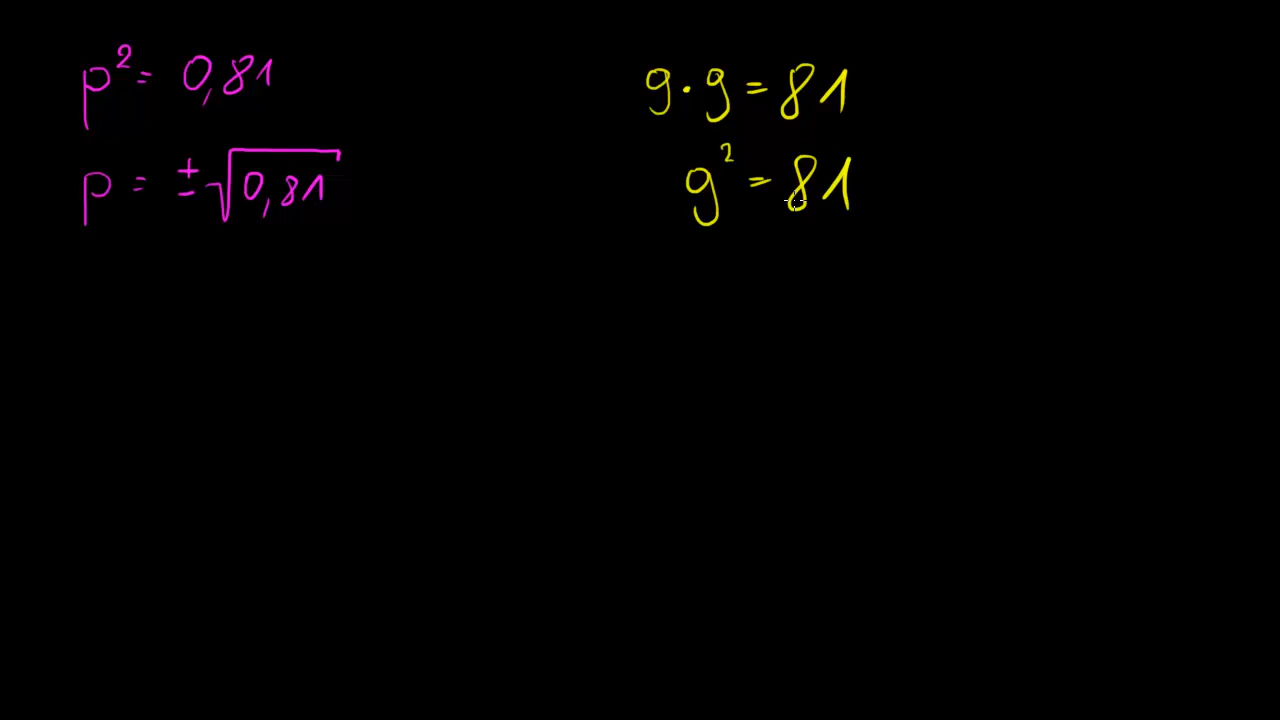 p² = 0,81
p = ±√0,81
9 · 9 = 81
9² = 81